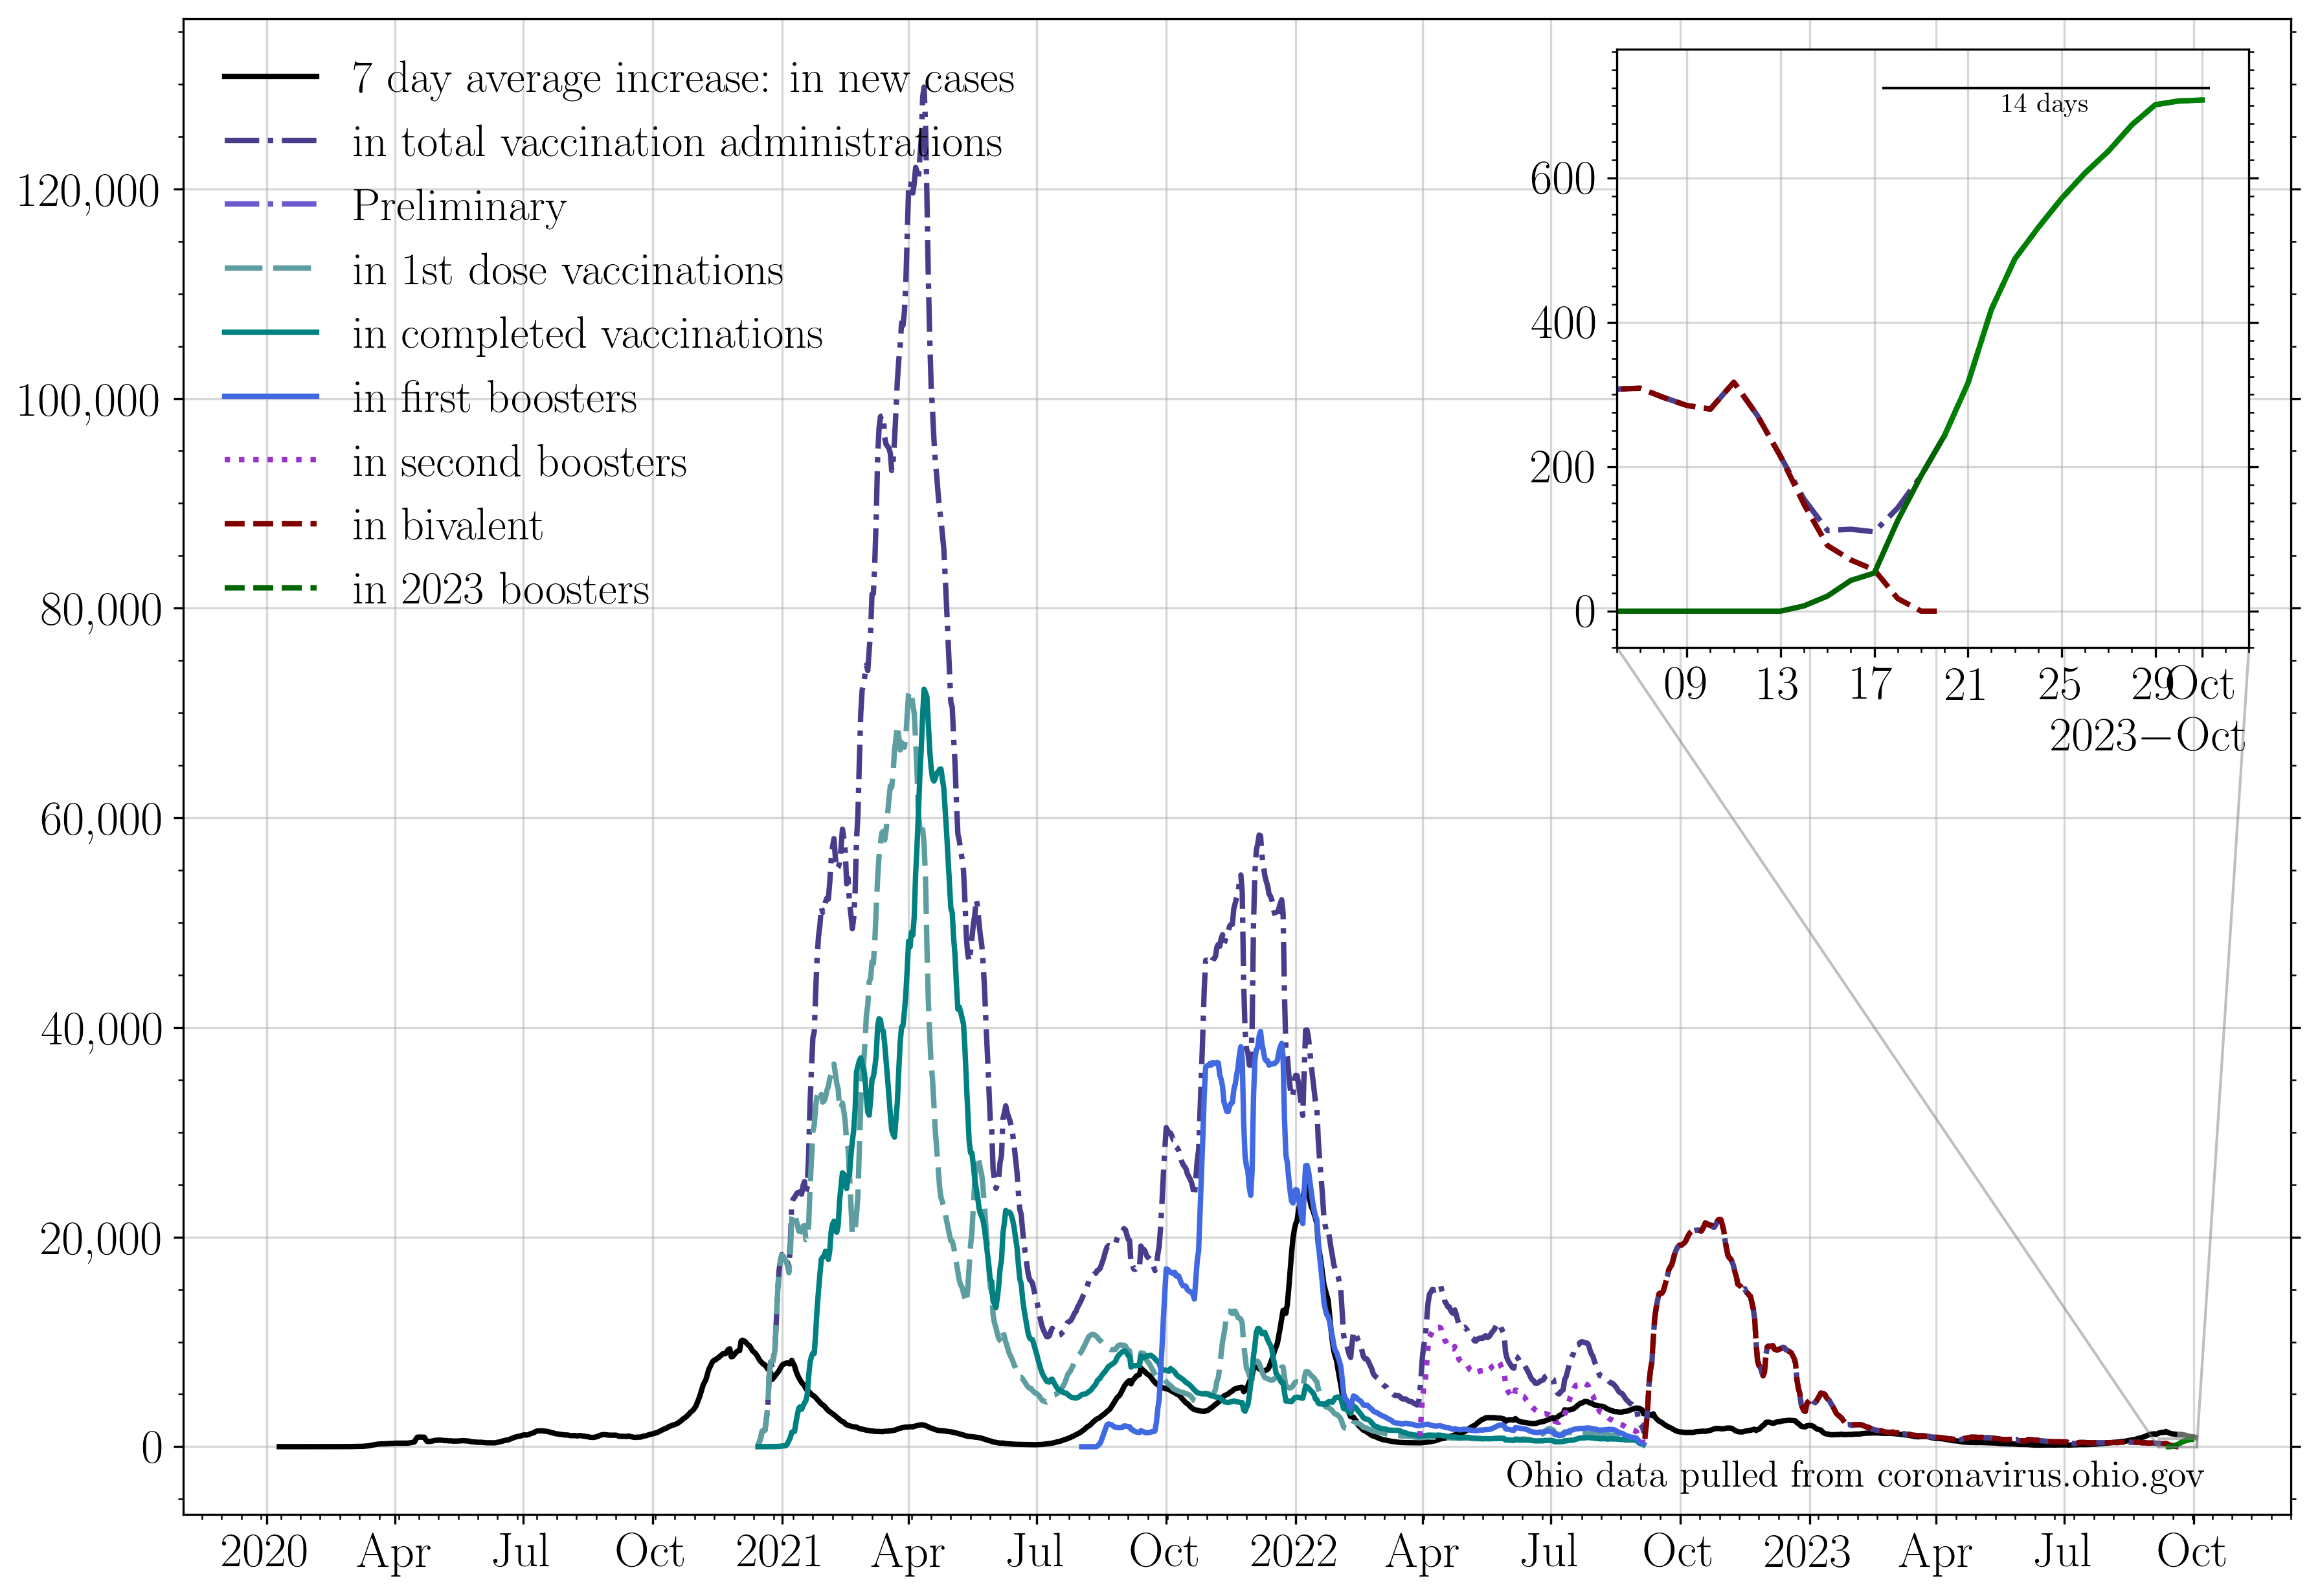 7 day average increase: in new cases
in total vaccination administrations
Preliminary
in 1st dose vaccinations
in completed vaccinations
in first boosters
in second boosters
in bivalent
in 2023 boosters
120,000
100,000
80,000
60,000
40,000
20,000
0
2020 Apr Jul Oct 2021 Apr Jul Oct 2022 Apr Jul Oct 2023 Apr Jul Oct
14 days
600
400
200
0
09 13 17 21 25 29 Oct
2023−Oct
Ohio data pulled from coronavirus.ohio.gov